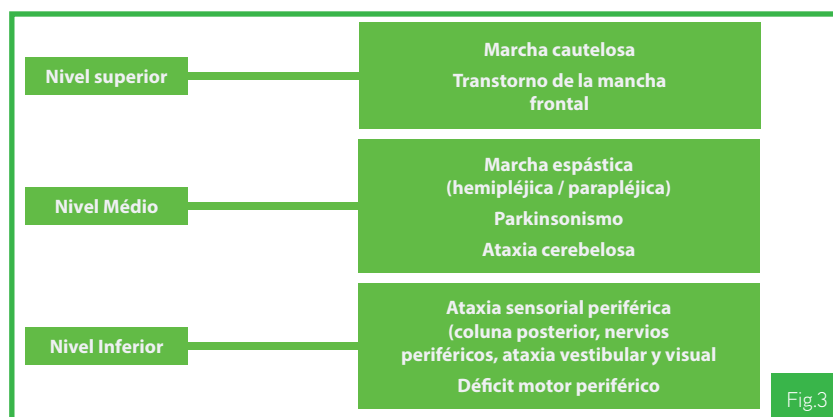 Nivel superior
Marcha cautelosa
Transtorno de la mancha
frontal
Nivel Médio
Marcha espástica
(hemipléjica / parapléjica)
Parkinsonismo
Ataxia cerebelosa
Nivel Inferior
Ataxia sensorial periférica
(coluna posterior, nervios
periféricos, ataxia vestibular y visual
Déficit motor periférico
Fig.3